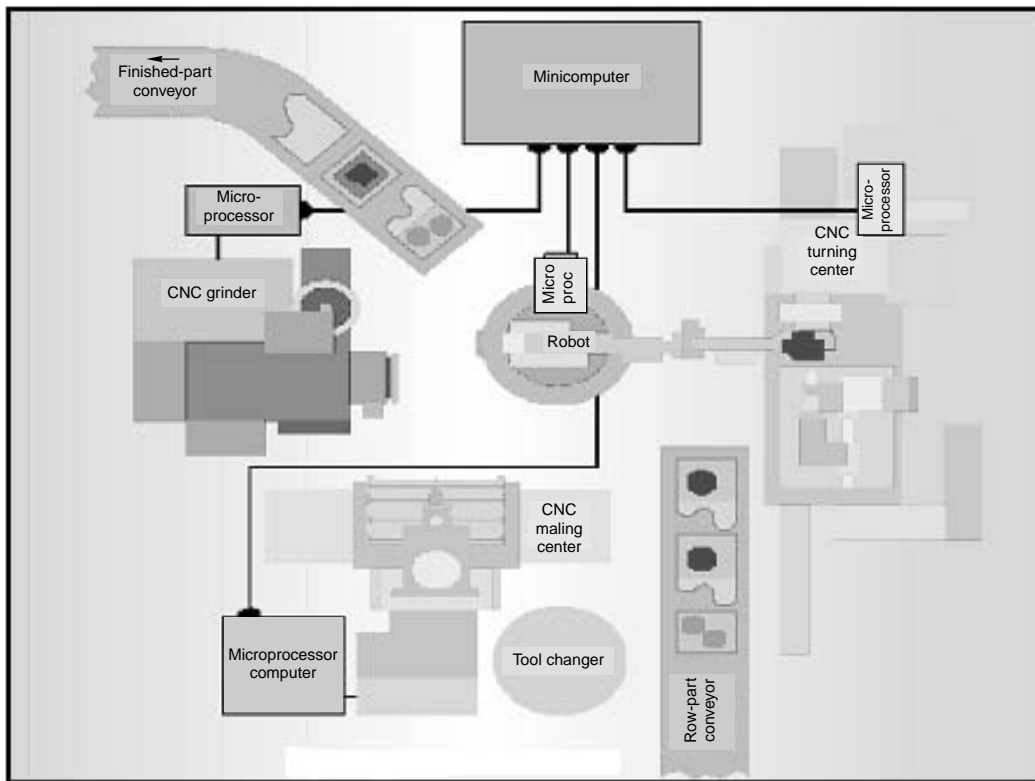 Finished-part
conveyor
Minicomputer
Micro-
processor
Micro-
processor
CNC
turning
center
CNC grinder
Micro
proc
Robot
CNC
maling
center
Microprocessor
computer
Tool changer
Row-part
conveyor